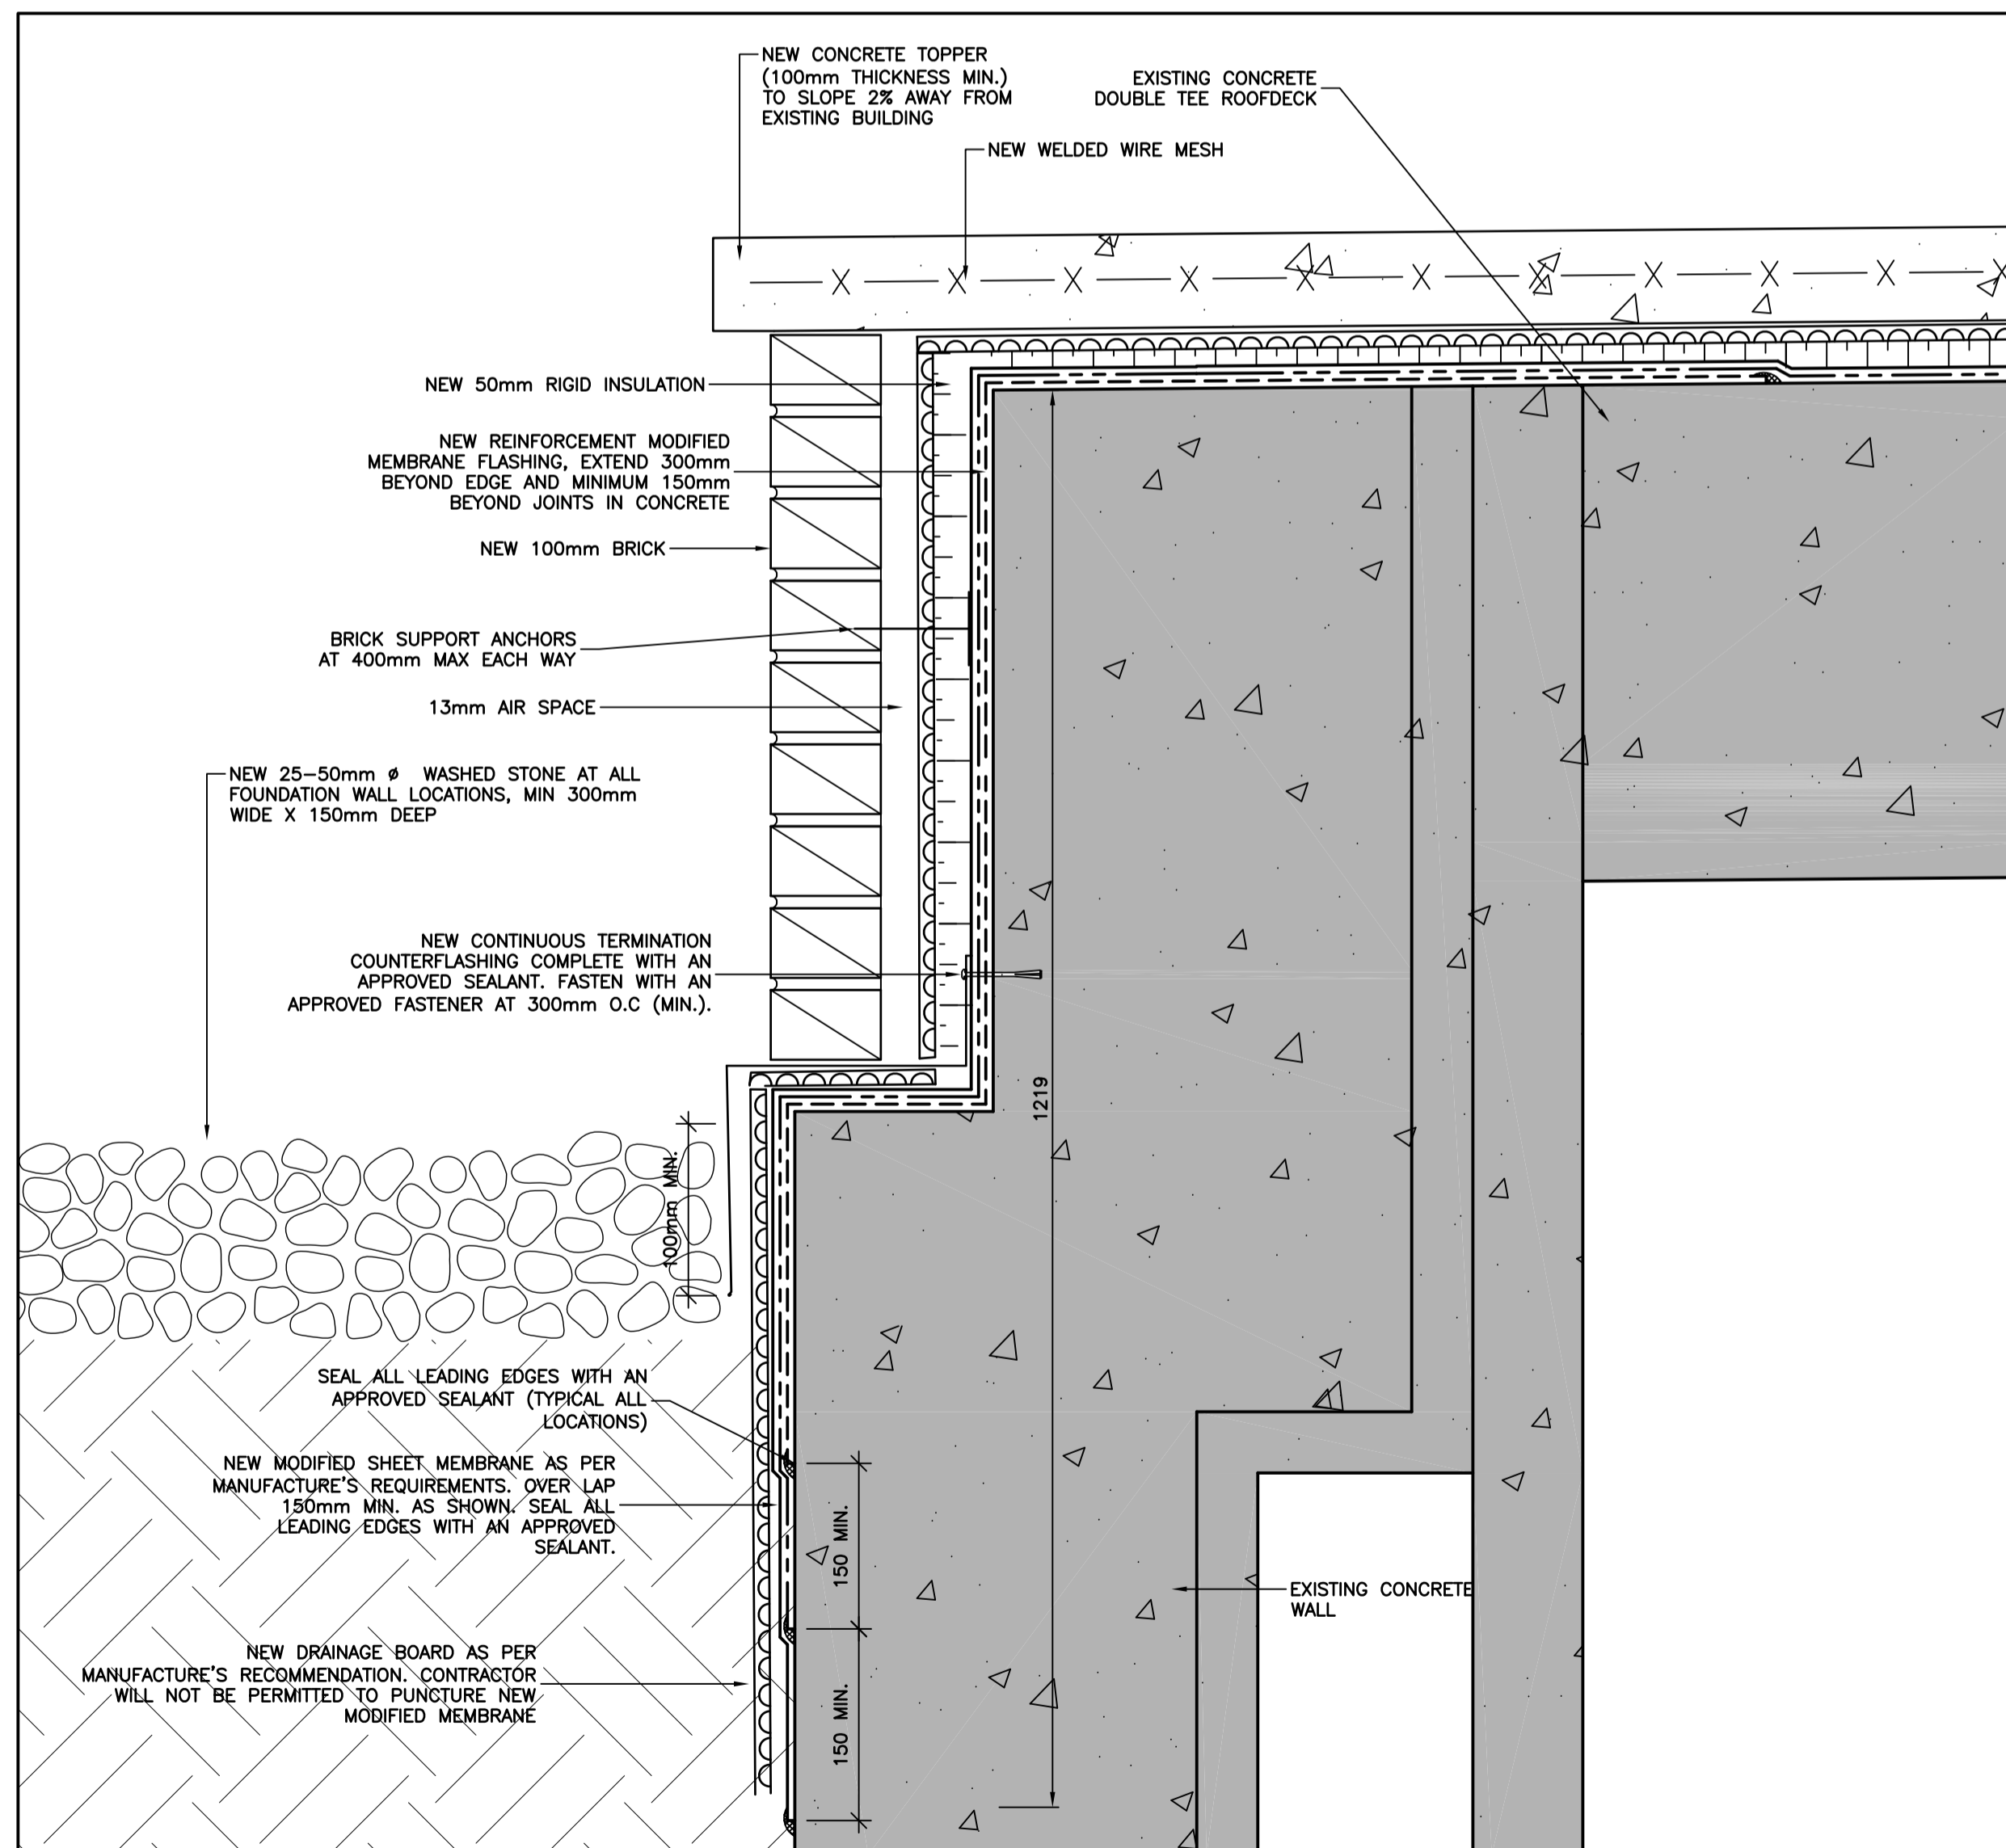 NEW CONCRETE TOPPER
(100mm THICKNESS MIN.)
TO SLOPE 2% AWAY FROM
EXISTING BUILDING
EXISTING CONCRETE
DOUBLE TEE ROOFDECK
NEW WELDED WIRE MESH
NEW 50mm RIGID INSULATION
NEW REINFORCEMENT MODIFIED
MEMBRANE FLASHING, EXTEND 300mm
BEYOND EDGE AND MINIMUM 150mm
BEYOND JOINTS IN CONCRETE
NEW 100mm BRICK
BRICK SUPPORT ANCHORS
AT 400mm MAX EACH WAY
13mm AIR SPACE
NEW 25-50mm ø WASHED STONE AT ALL
FOUNDATION WALL LOCATIONS, MIN 300mm
WIDE X 150mm DEEP
NEW CONTINUOUS TERMINATION
COUNTERFLASHING COMPLETE WITH AN
APPROVED SEALANT. FASTEN WITH AN
APPROVED FASTENER AT 300mm O.C (MIN.).
1219
100mm MIN.
SEAL ALL LEADING EDGES WITH AN
APPROVED SEALANT (TYPICAL ALL
LOCATIONS)
NEW MODIFIED SHEET MEMBRANE AS PER
MANUFACTURE'S REQUIREMENTS. OVER LAP
150mm MIN. AS SHOWN. SEAL ALL
LEADING EDGES WITH AN APPROVED
SEALANT.
150 MIN.
EXISTING CONCRETE
WALL
NEW DRAINAGE BOARD AS PER
MANUFACTURE'S RECOMMENDATION. CONTRACTOR
WILL NOT BE PERMITTED TO PUNCTURE NEW
MODIFIED MEMBRANE
150 MIN.